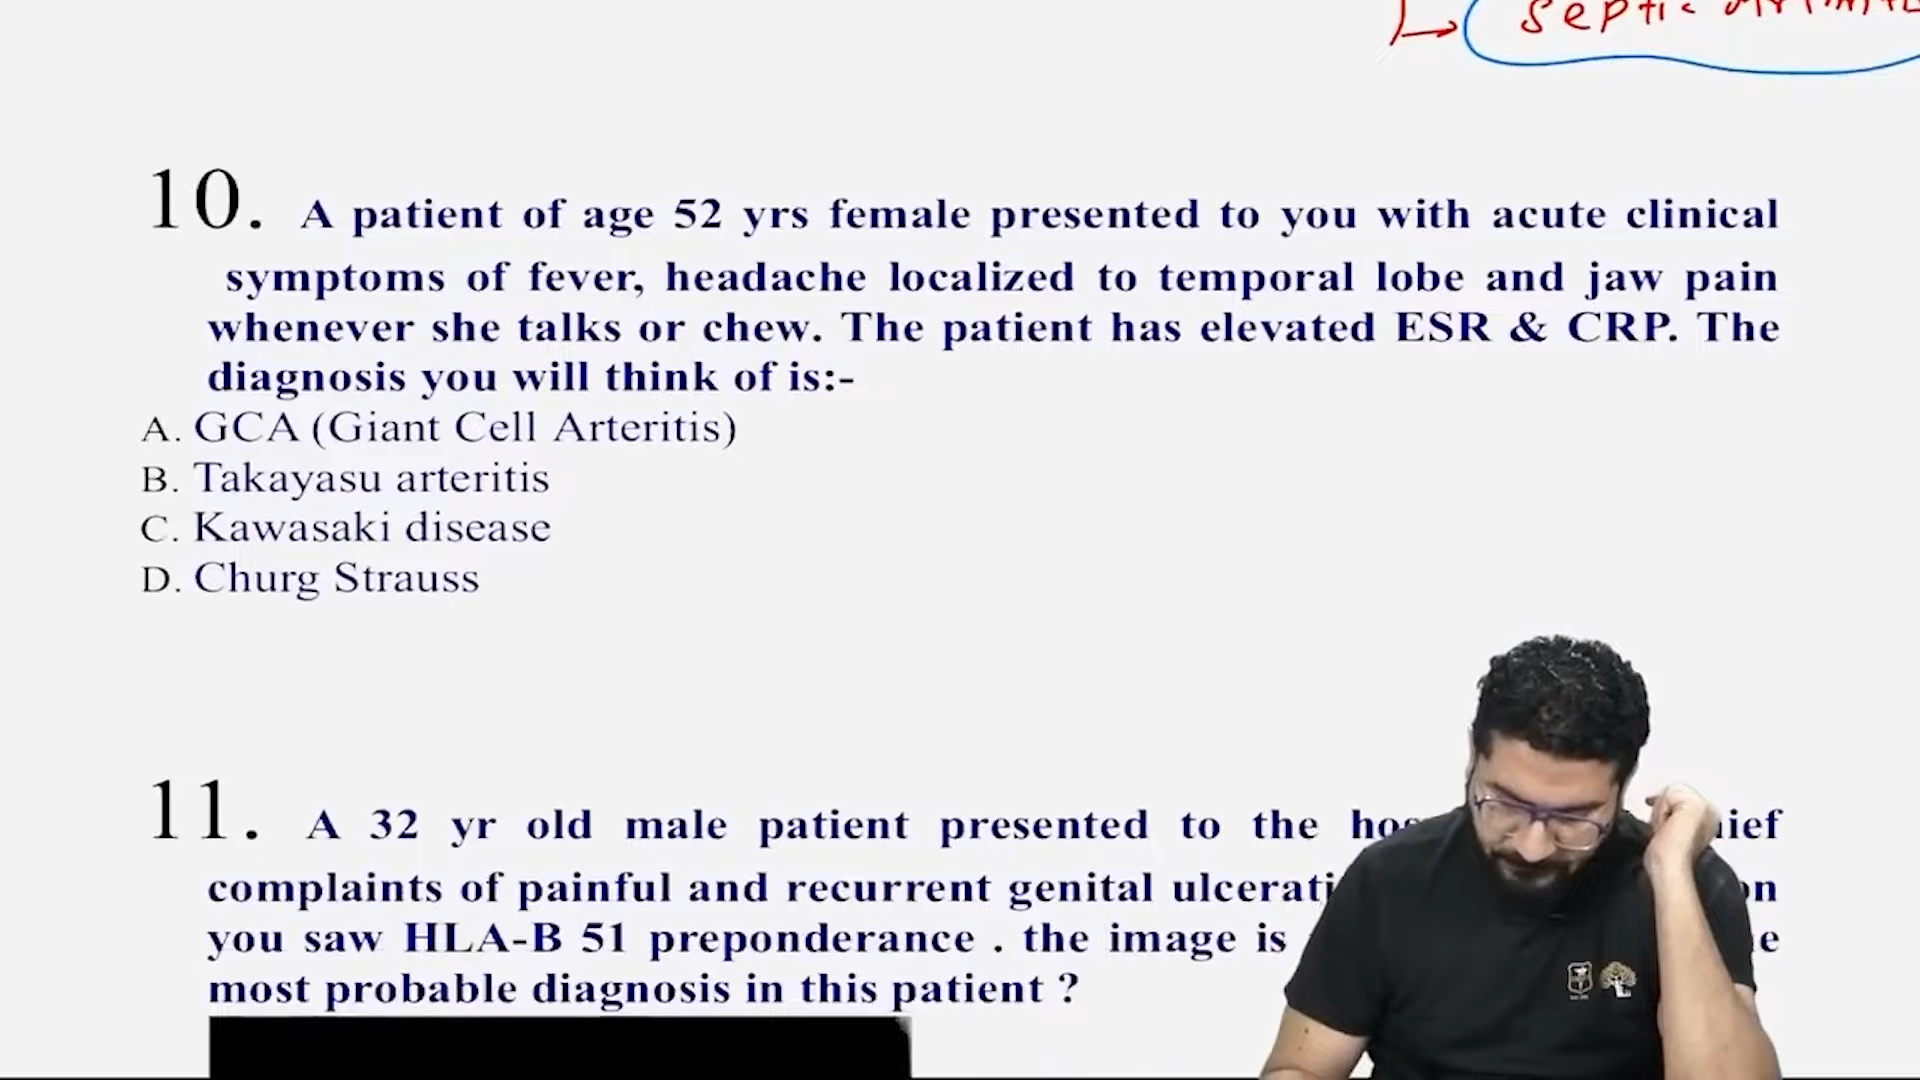 septic
10. A patient of age 52 yrs female presented to you with acute clinical
symptoms of fever, headache localized to temporal lobe and jaw pain
whenever she talks or chew. The patient has elevated ESR & CRP. The
diagnosis you will think of is:-
A. GCA (Giant Cell Arteritis)
B. Takayasu arteritis
C. Kawasaki disease
D. Churg Strauss
11. A 32 yr old male patient presented to the
complaints of painful and recurrent genital
you saw HLA-B 51 preponderance . the image is
most probable diagnosis in this patient ?